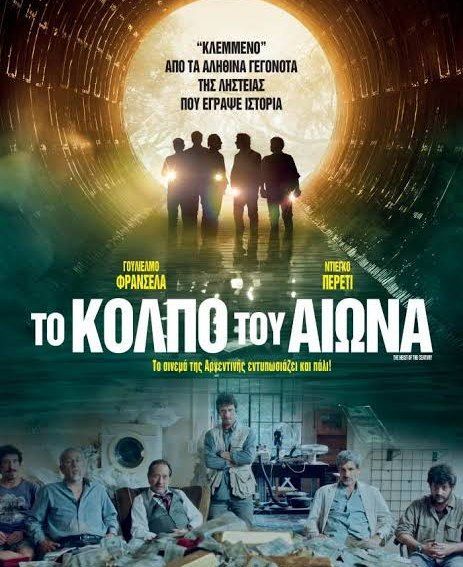 “ΚΛΕΜΜΕΝΟ”
ΑΠΟ ΤΑ ΑΛΗΘΙΝΑ ΓΕΓΟΝΟΤΑ
ΤΗΣ ΛΗΣΤΕΙΑΣ
ΠΟΥ ΕΓΡΑΨΕ ΙΣΤΟΡΙΑ
ΓΟΥΛΙΕΛΜΟ
ΦΡΑΝΣΕΛΑ
ΝΤΙΕΓΚΟ
ΠΕΡΕΤΙ
ΤΟ ΚΟΛΠΟ ΤΟΥ ΑΙΩΝΑ
THE HEIST OF THE CENTURY
Το σινεμά της Αργεντινής εντυπωσιάζει και πάλι!